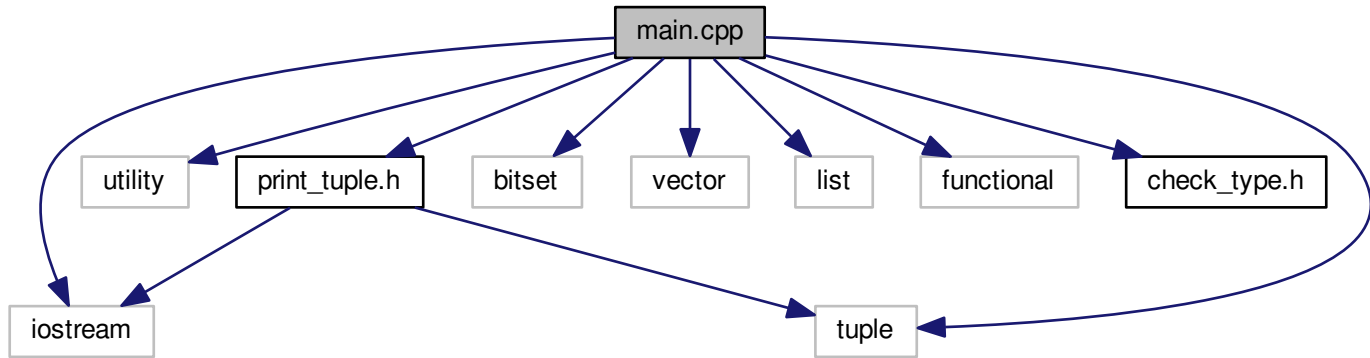 main.cpp
utility
print_tuple.h
bitset
vector
list
functional
check_type.h
iostream
tuple